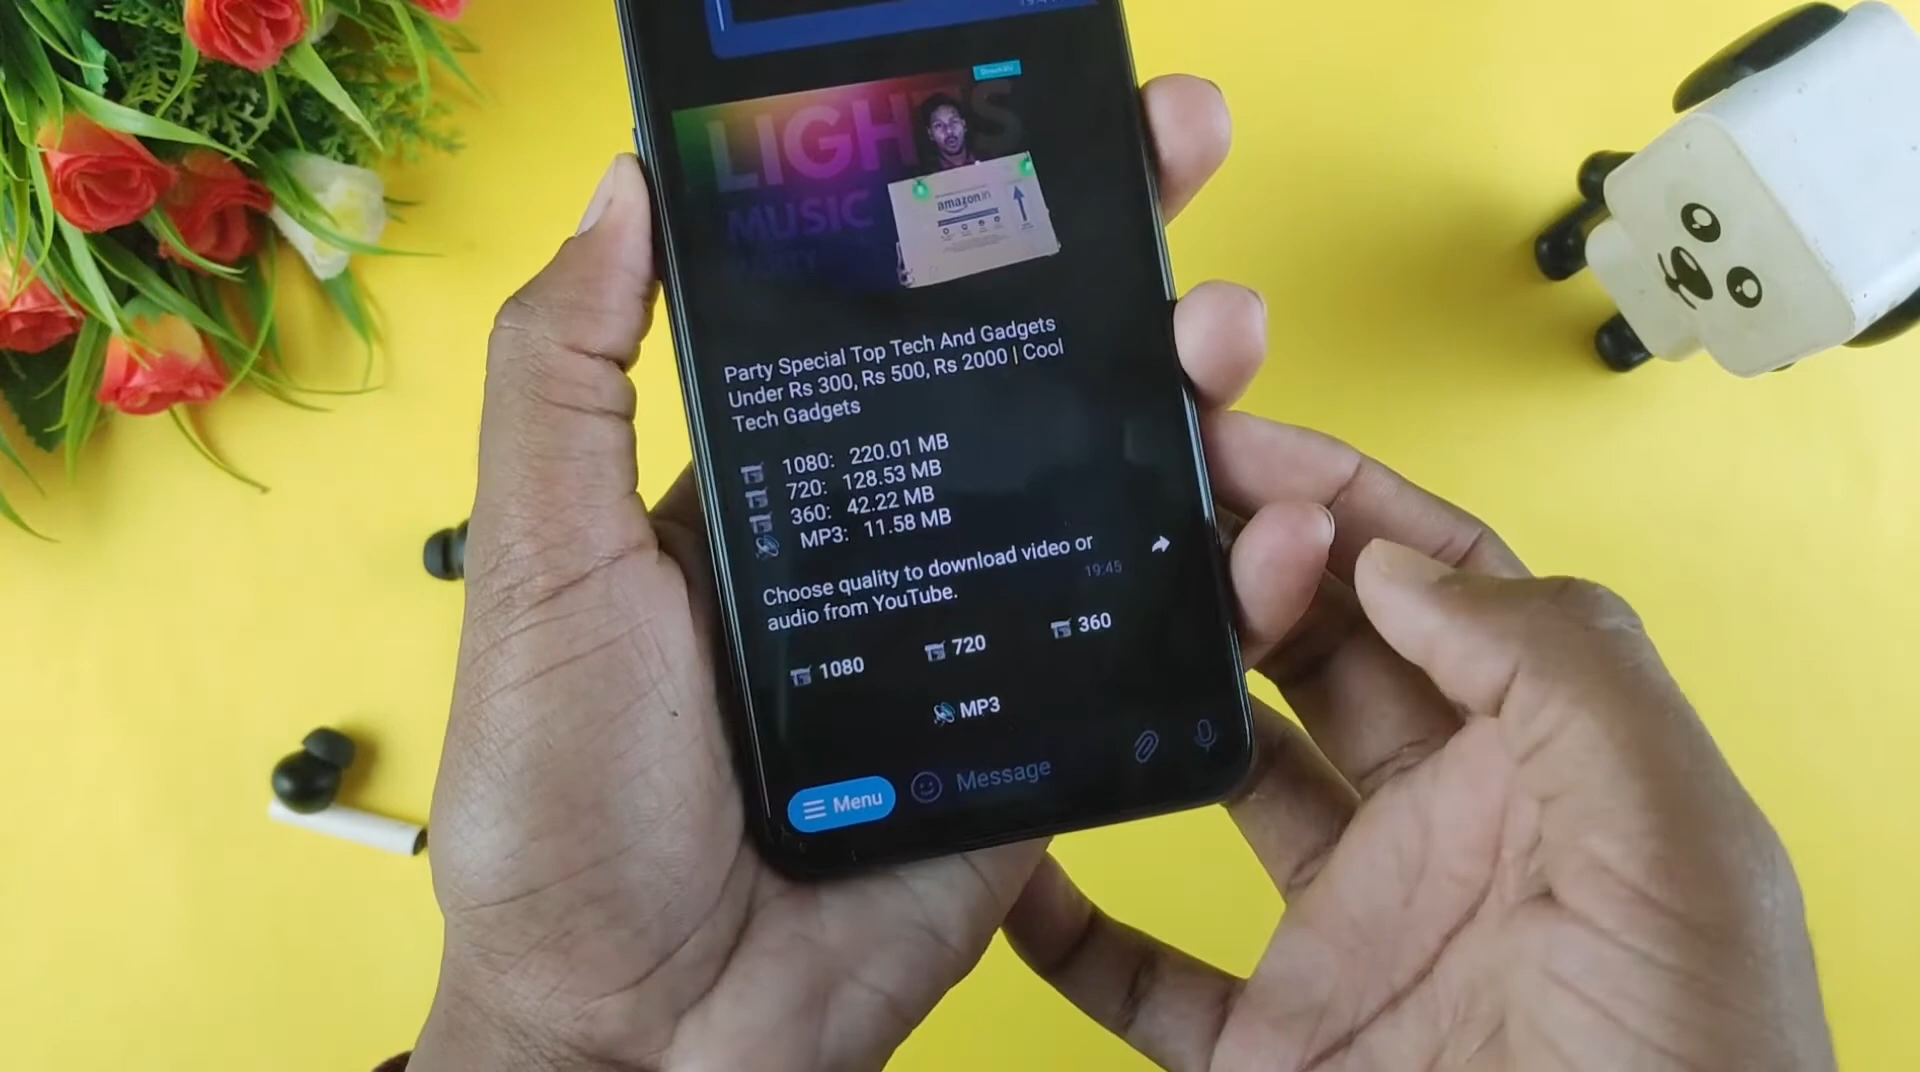 LIGHTS
MUSIC
PARTY
amazon.in
Party Special Top Tech And Gadgets
Under Rs 300, Rs 500, Rs 2000 | Cool
Tech Gadgets
1080: 220.01 MB
720: 128.53 MB
360: 42.22 MB
MP3: 11.58 MB
Choose quality to download video or
audio from YouTube.
19:45
1080 720 360
MP3
Menu Message